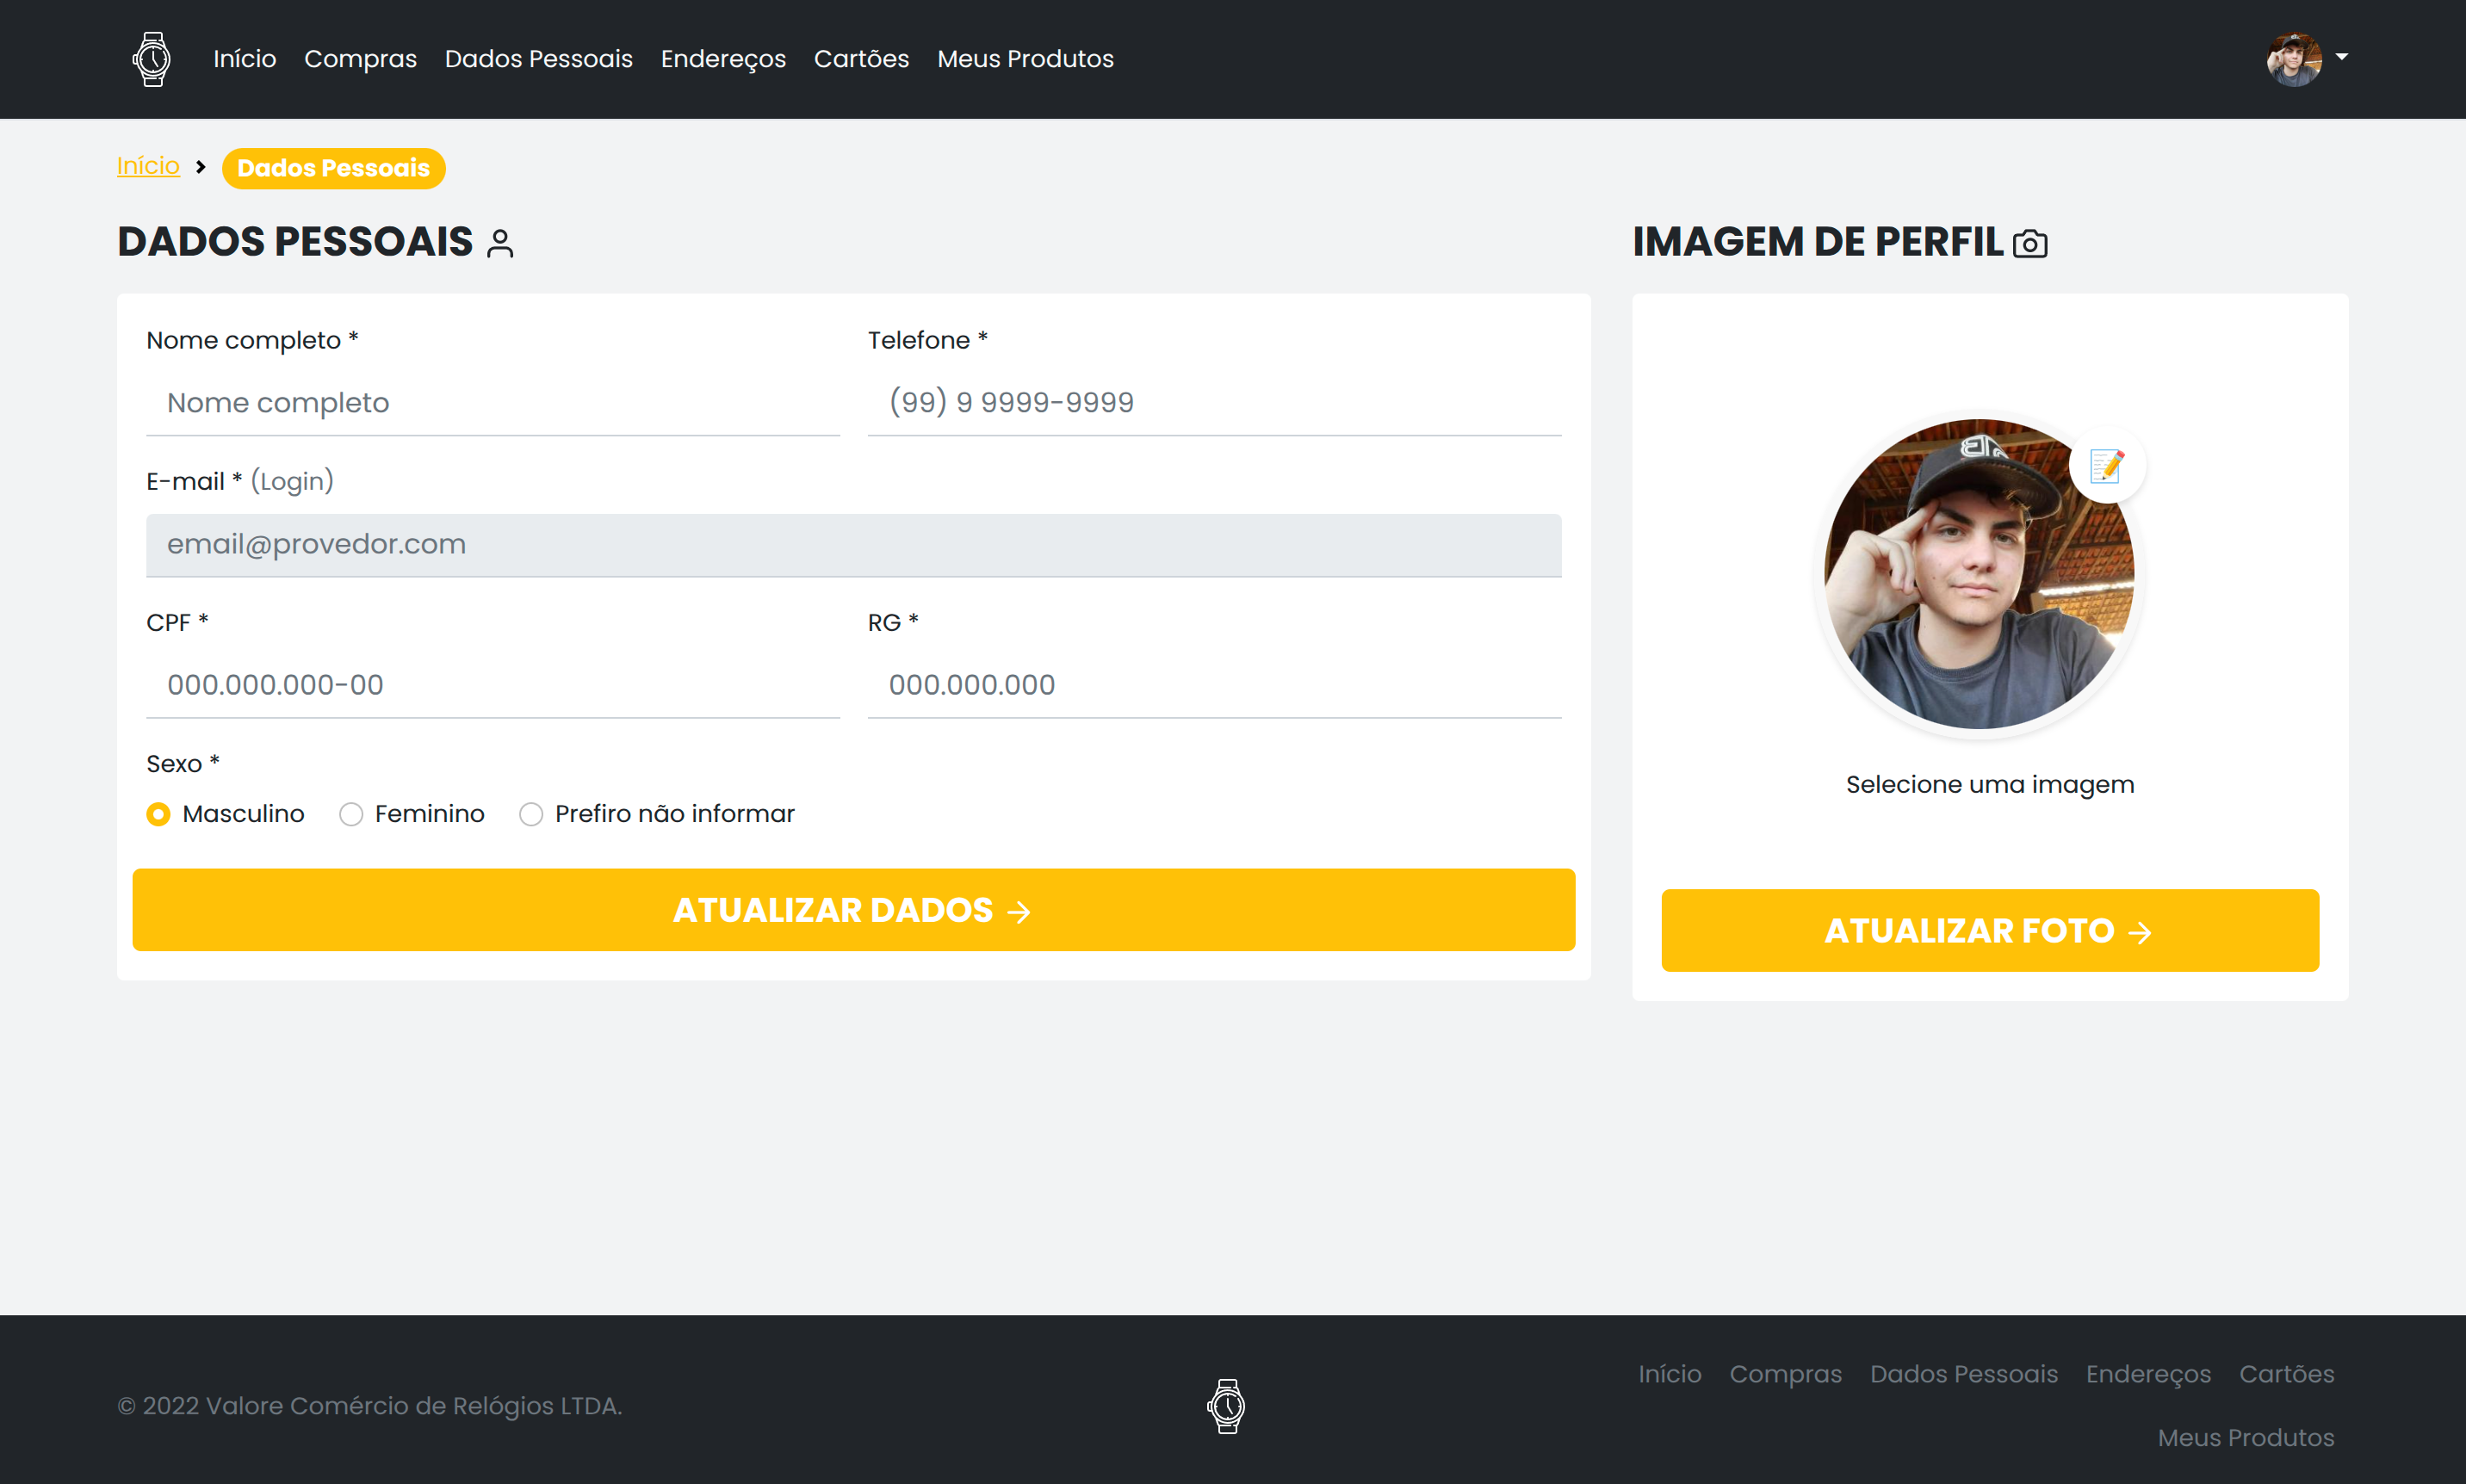 Início Compras Dados Pessoais Endereços Cartões Meus Produtos
Início > Dados Pessoais
DADOS PESSOAIS
Nome completo * Telefone *
Nome completo (99) 9 9999-9999
E-mail * (Login)
email@provedor.com
CPF * RG *
000.000.000-00 000.000.000
Sexo *
Masculino Feminino Prefiro não informar
ATUALIZAR DADOS →
IMAGEM DE PERFIL
Selecione uma imagem
ATUALIZAR FOTO →
© 2022 Valore Comércio de Relógios LTDA.
Início Compras Dados Pessoais Endereços Cartões
Meus Produtos